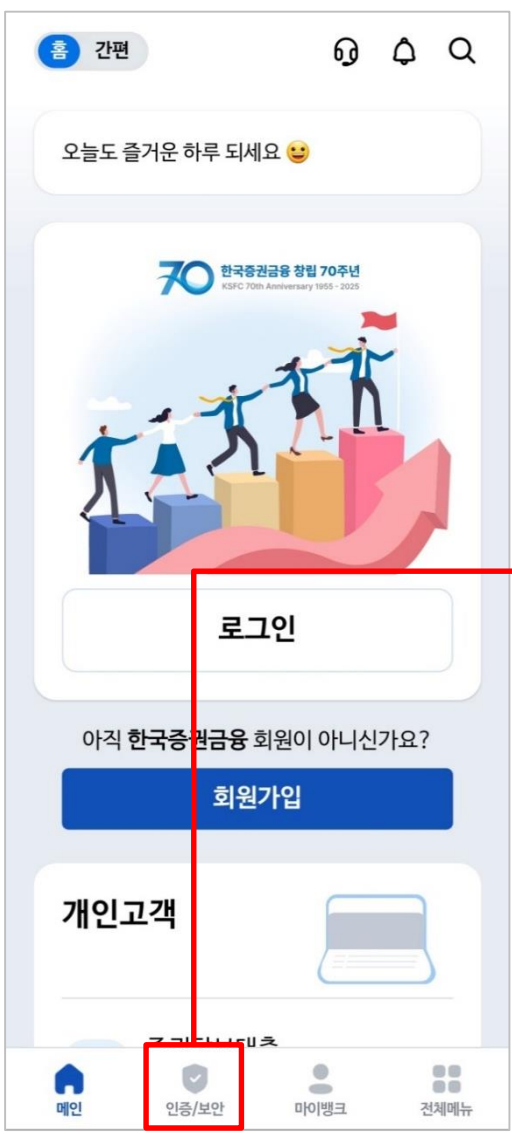 홈 간편
오늘도 즐거운 하루 되세요
70 한국증권금융 창립 70주년
KSFC 70th Anniversary 1955 - 2025
로그인
아직 한국증권금융 회원이 아니신가요?
회원가입
개인고객
메인 인증/보안 마이뱅크 전체메뉴